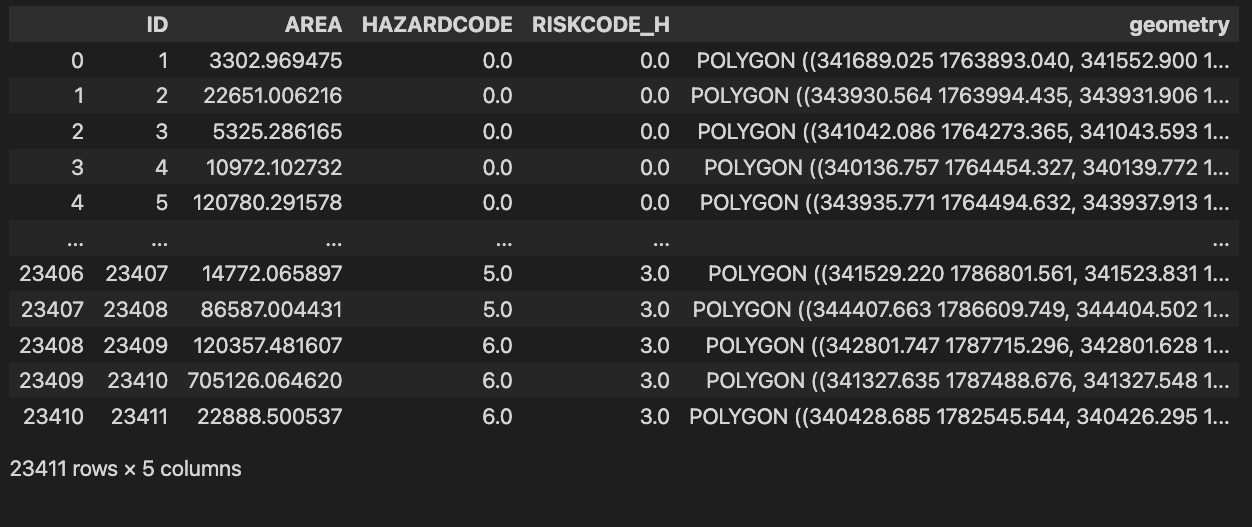 ID AREA HAZARDCODE RISKCODE_H geometry
0 1 3302.969475 0.0 0.0 POLYGON ((341689.025 1763893.040, 341552.900 1...
1 2 22651.006216 0.0 0.0 POLYGON ((343930.564 1763994.435, 343931.906 1...
2 3 5325.286165 0.0 0.0 POLYGON ((341042.086 1764273.365, 341043.593 1...
3 4 10972.102732 0.0 0.0 POLYGON ((340136.757 1764454.327, 340139.772 1...
4 5 120780.291578 0.0 0.0 POLYGON ((343935.771 1764494.632, 343937.913 1...
... ... ... ... ... ...
23406 23407 14772.065897 5.0 3.0 POLYGON ((341529.220 1786801.561, 341523.831 1...
23407 23408 86587.004431 5.0 3.0 POLYGON ((344407.663 1786609.749, 344404.502 1...
23408 23409 120357.481607 6.0 3.0 POLYGON ((342801.747 1787715.296, 342801.628 1...
23409 23410 705126.064620 6.0 3.0 POLYGON ((341327.635 1787488.676, 341327.548 1...
23410 23411 22888.500537 6.0 3.0 POLYGON ((340428.685 1782545.544, 340426.295 1...
23411 rows × 5 columns